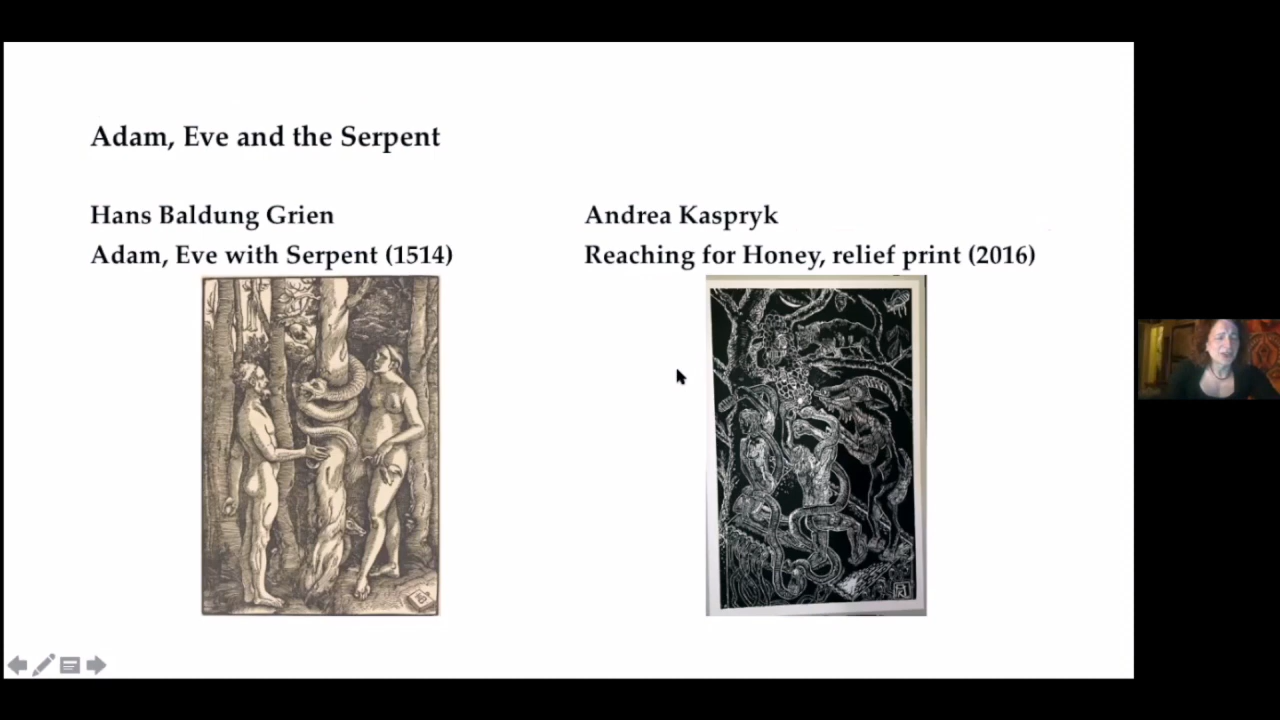 Adam, Eve and the Serpent
Hans Baldung Grien
Adam, Eve with Serpent (1514)
Andrea Kaspryk
Reaching for Honey, relief print (2016)